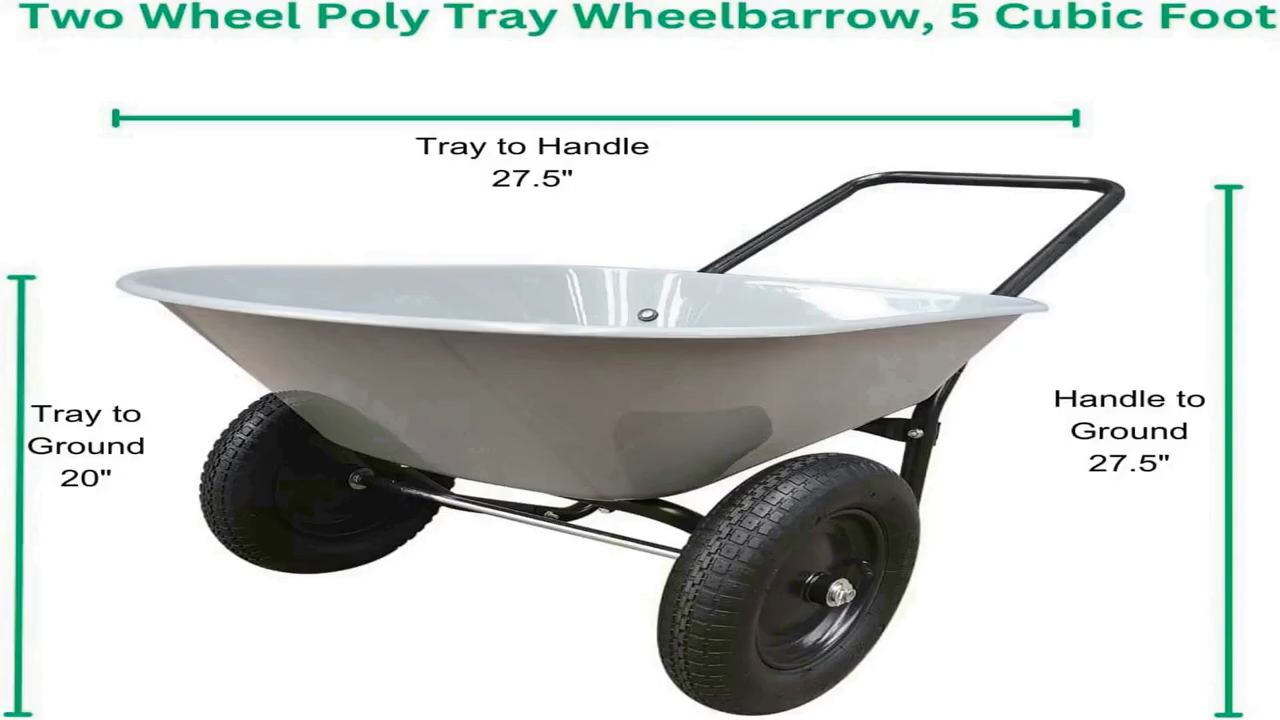 Two Wheel Poly Tray Wheelbarrow, 5 Cubic Foot
Tray to Handle
27.5"
Tray to
Ground
20"
Handle to
Ground
27.5"